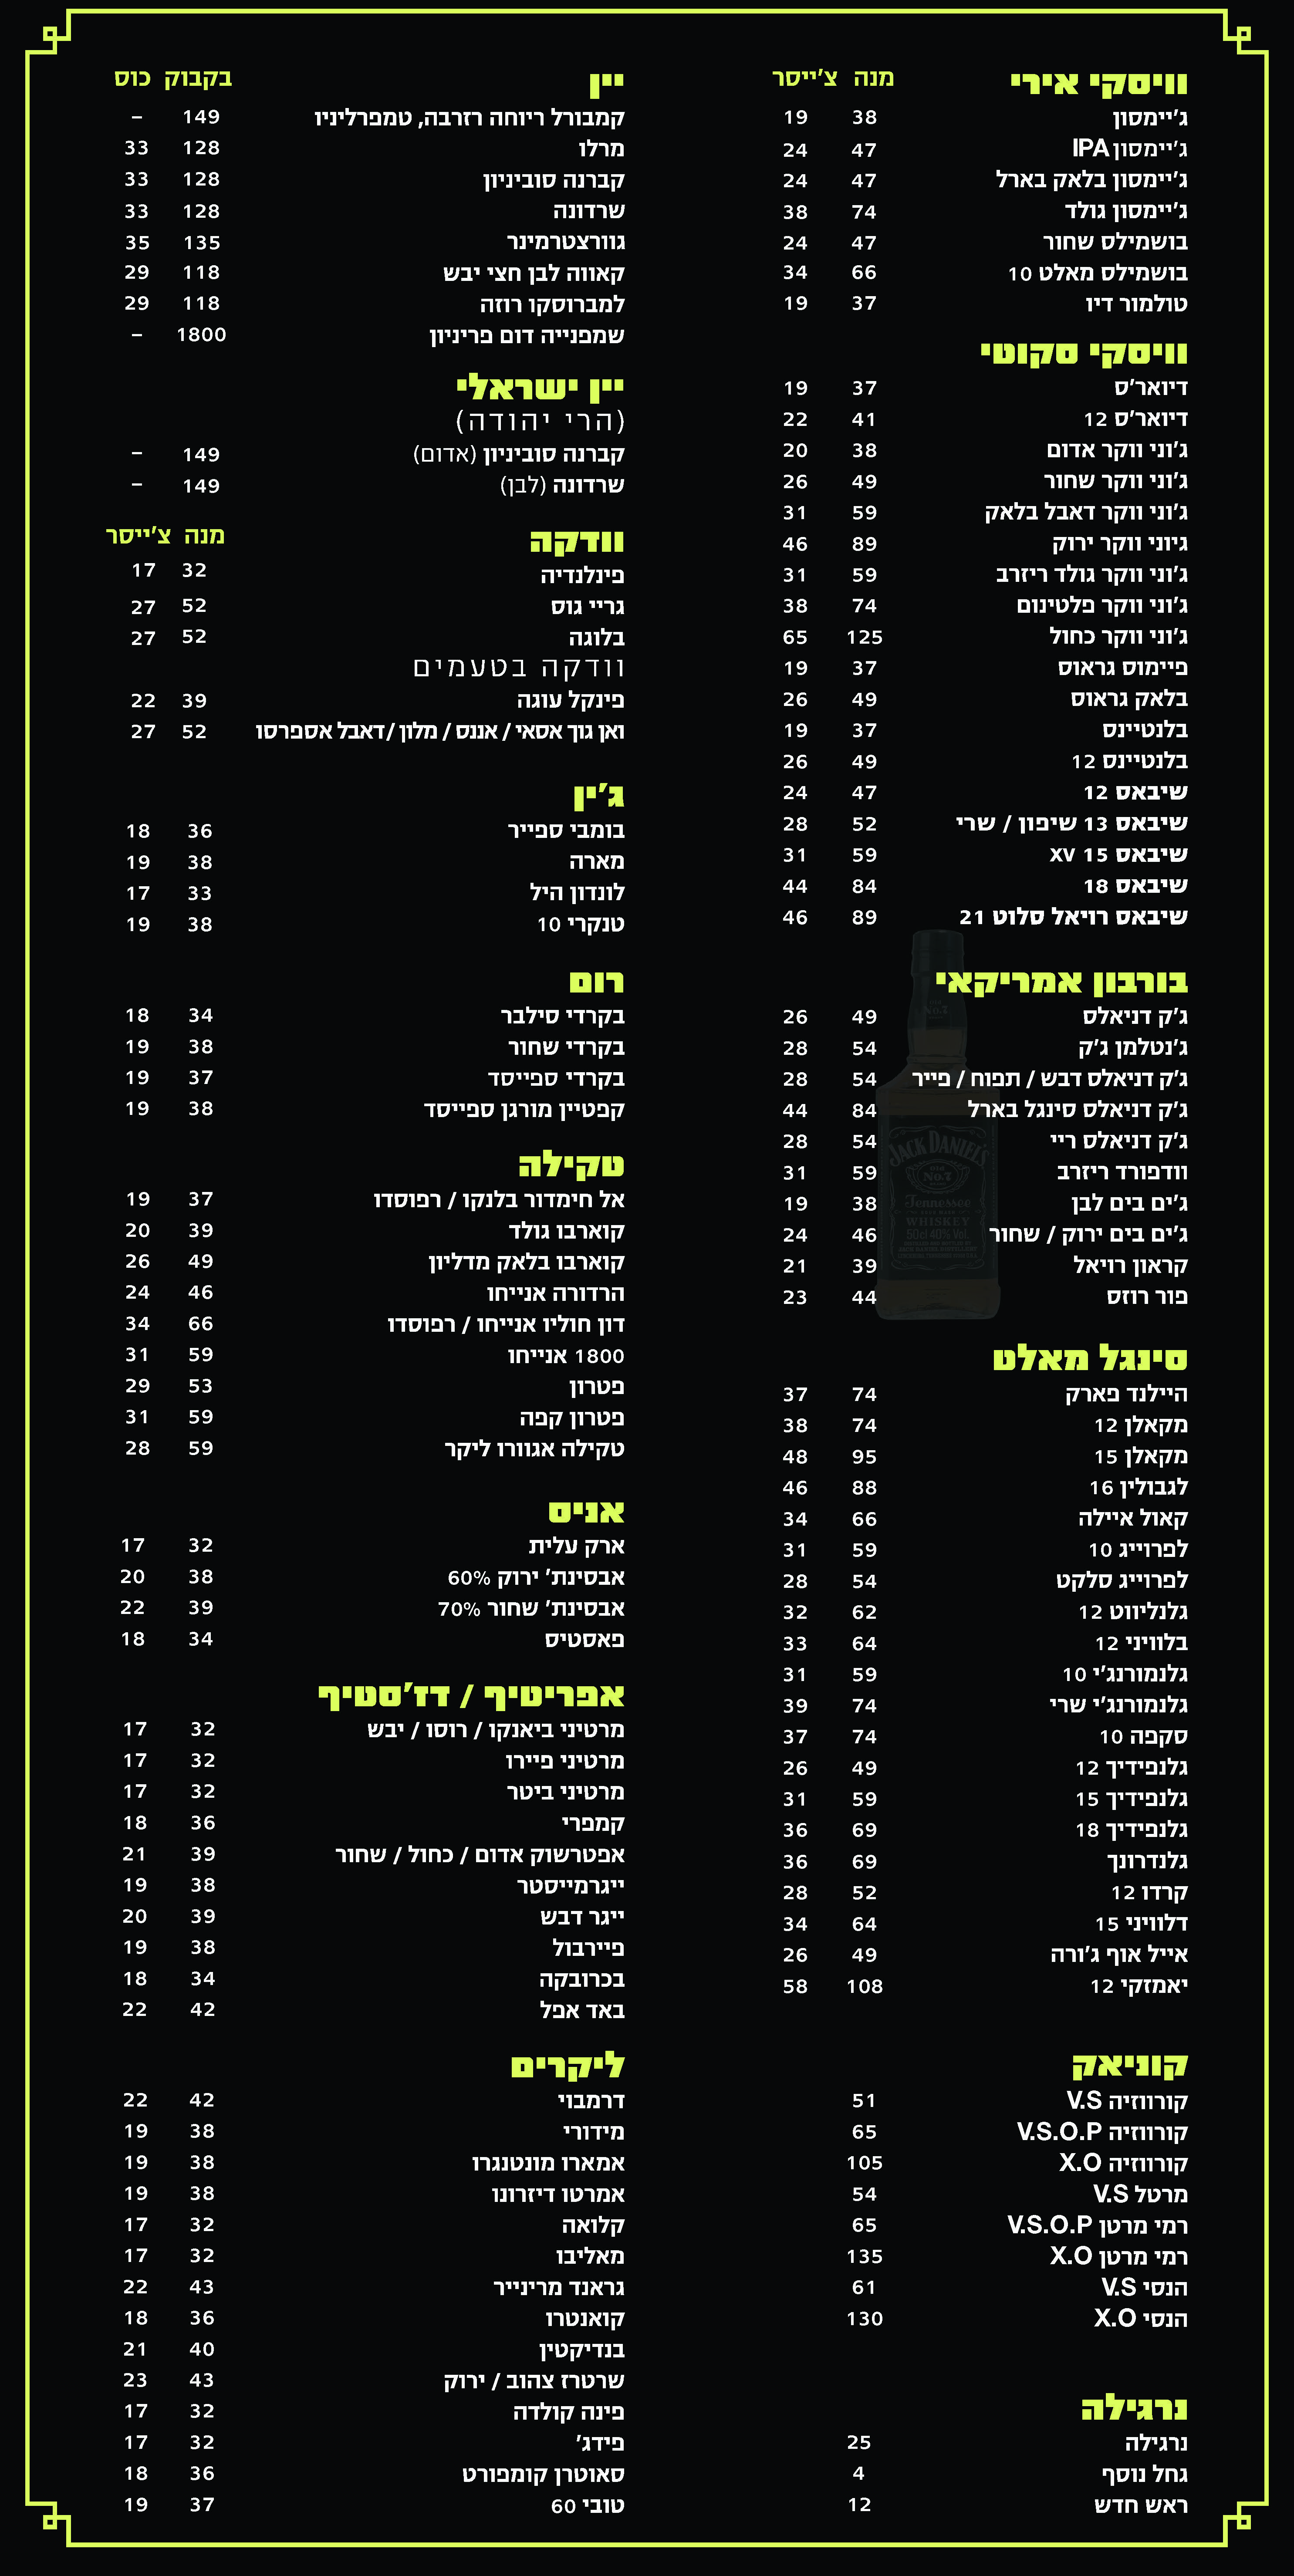 וויסקי אירי מנה צ'ייסר
ג'יימסון 38 19
ג'יימסון IPA 47 24
ג'יימסון בלאק בארל 47 24
ג'יימסון גולד 74 38
בושמילס שחור 47 24
בושמילס מאלט 10 66 34
טולמור דיו 37 19
וויסקי סקוטי
דיואר'ס 37 19
דיואר'ס 12 41 22
ג'וני ווקר אדום 38 20
ג'וני ווקר שחור 49 26
ג'וני ווקר דאבל בלאק 59 31
גיוני ווקר ירוק 89 46
ג'וני ווקר גולד ריזרב 59 31
ג'וני ווקר פלטינום 74 38
ג'וני ווקר כחול 125 65
פיימוס גראוס 37 19
בלאק גראוס 49 26
בלנטיינס 37 19
בלנטיינס 12 49 26
שיבאס 12 47 24
שיבאס 13 שיפון / שרי 52 28
שיבאס 15 XV 59 31
שיבאס 18 84 44
שיבאס רויאל סלוט 21 89 46
בורבון אמריקאי
ג'ק דניאלס 49 26
ג'נטלמן ג'ק 54 28
ג'ק דניאלס דבש / תפוח / פייר 54 28
ג'ק דניאלס סינגל בארל 84 44
ג'ק דניאלס ריי 54 28
וודפורד ריזרב 59 31
ג'ים בים לבן 38 19
ג'ים בים ירוק / שחור 46 24
קראון רויאל 39 21
פור רוזס 44 23
JACK DANIEL'S
No.7
Tennessee
WHISKEY
50cl 40% Vol.
סינגל מאלט
היילנד פארק 74 37
מקאלן 12 74 38
מקאלן 15 95 48
לגבולין 16 88 46
קאול איילה 66 34
לפרוייג 10 59 31
לפרוייג סלקט 54 28
גלנליווט 12 62 32
בלוויני 12 64 33
גלנמורנג'י 10 59 31
גלנמורנג'י שרי 74 39
סקפה 10 74 37
גלנפידיך 12 49 26
גלנפידיך 15 59 31
גלנפידיך 18 69 36
גלנדרונך 69 36
קרדו 12 52 28
דלוויני 15 64 34
אייל אוף ג'ורה 49 26
יאמזקי 12 108 58
קוניאק
קורווזיה V.S 51
קורווזיה V.S.O.P 65
קורווזיה X.O 105
מרטל V.S 54
רמי מרטן V.S.O.P 65
רמי מרטן X.O 135
הנסי V.S 61
הנסי X.O 130
נרגילה
נרגילה 25
גחל נוסף 4
ראש חדש 12
יין בקבוק כוס
קמבורל ריוחה רזרבה, טמפרליניו 149 –
מרלו 128 33
קברנה סוביניון 128 33
שרדונה 128 33
גוורצטרמינר 135 35
קאווה לבן חצי יבש 118 29
למברוסקו רוזה 118 29
שמפנייה דום פריניון 1800 –
יין ישראלי
(הרי יהודה)
קברנה סוביניון (אדום) 149 –
שרדונה (לבן) 149 –
וודקה מנה צ'ייסר
פינלנדיה 32 17
גריי גוס 52 27
בלוגה 52 27
וודקה בטעמים
פינקל עוגה 39 22
ואן גוך אסאי / אננס / מלון /דאבל אספרסו 52 27
ג'ין
בומבי ספייר 36 18
מארה 38 19
לונדון היל 33 17
טנקרי 10 38 19
רום
בקרדי סילבר 34 18
בקרדי שחור 38 19
בקרדי ספייסד 37 19
קפטיין מורגן ספייסד 38 19
טקילה
אל חימדור בלנקו / רפוסדו 37 19
קוארבו גולד 39 20
קוארבו בלאק מדליון 49 26
הרדורה אנייחו 46 24
דון חוליו אנייחו / רפוסדו 66 34
1800 אנייחו 59 31
פטרון 53 29
פטרון קפה 59 31
טקילה אגוורו ליקר 59 28
אניס
ארק עלית 32 17
אבסינת' ירוק 60% 38 20
אבסינת' שחור 70% 39 22
פאסטיס 34 18
אפריטיף / דז'סטיף
מרטיני ביאנקו / רוסו / יבש 32 17
מרטיני פיירו 32 17
מרטיני ביטר 32 17
קמפרי 36 18
אפטרשוק אדום / כחול / שחור 39 21
ייגרמייסטר 38 19
ייגר דבש 39 20
פיירבול 38 19
בכרובקה 34 18
באד אפל 42 22
ליקרים
דרמבוי 42 22
מידורי 38 19
אמארו מונטנגרו 38 19
אמרטו דיזרונו 38 19
קלואה 32 17
מאליבו 32 17
גראנד מרינייר 43 22
קואנטרו 36 18
בנדיקטין 40 21
שרטרז צהוב / ירוק 43 23
פינה קולדה 32 17
פידג' 32 17
סאוטרן קומפורט 36 18
טובי 60 37 19